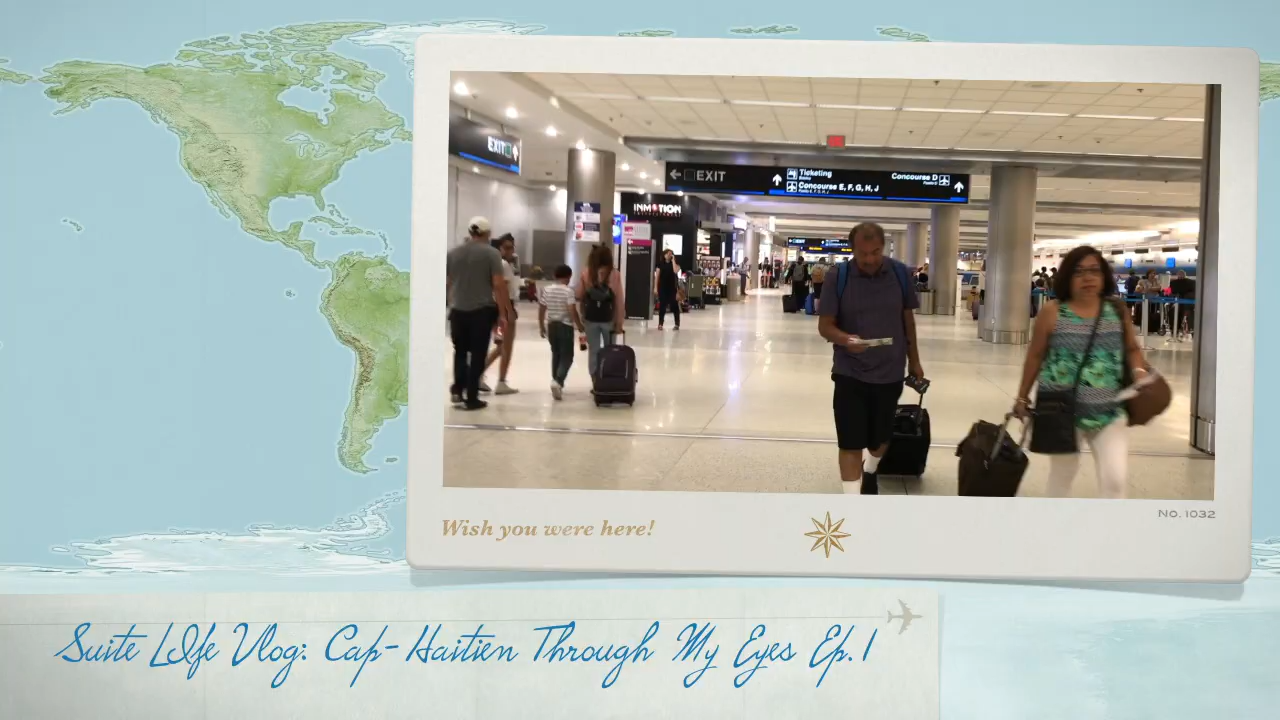 EXIT
EXIT
Ticketing
Concourse E, F, G, H, J
Concourse D
INMOTION
Wish you were here!
No. 1032
Suite LIfe Vlog: Cap-Haitien Through My Eyes Ep.1